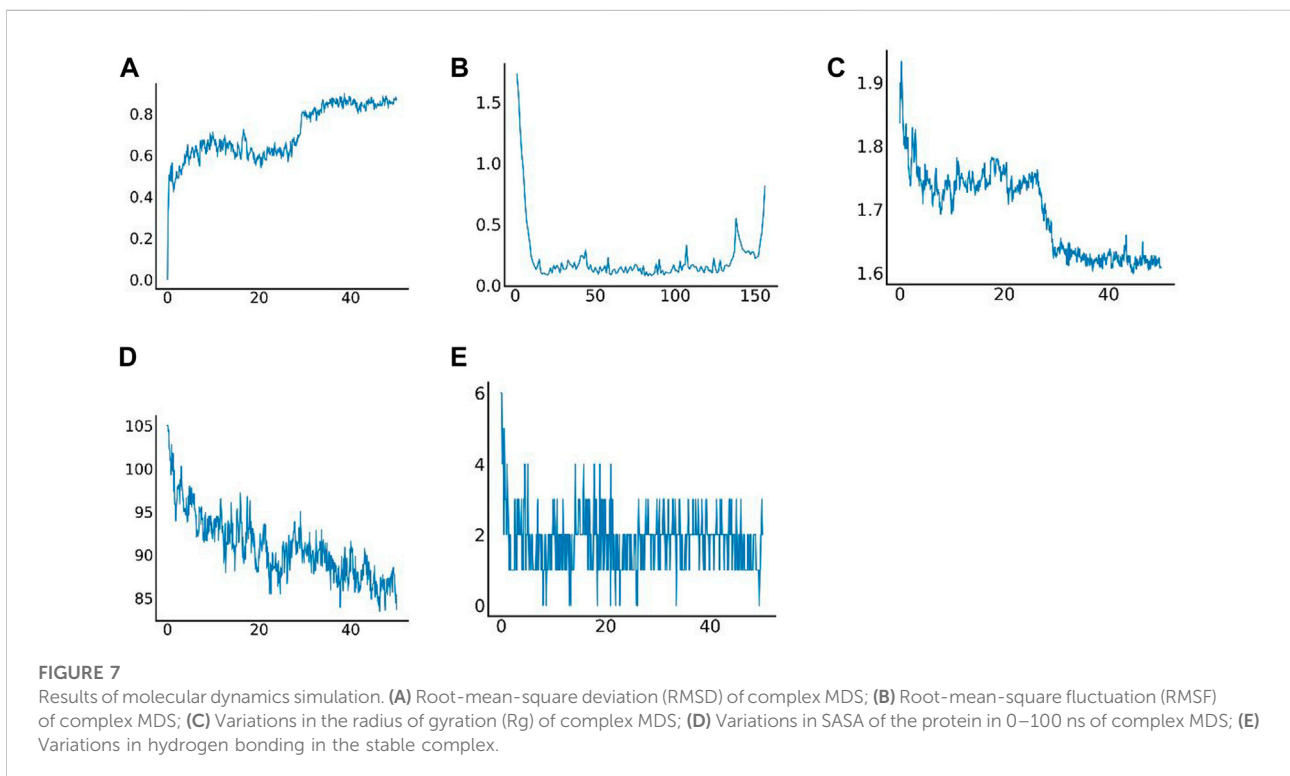 A
0.8
0.6
0.4
0.2
0.0
0 20 40
B
1.5
1.0
0.5
0.0
0 50 100 150
C
1.9
1.8
1.7
1.6
0 20 40
D
105
100
95
90
85
0 20 40
E
6
4
2
0
0 20 40
FIGURE 7
Results of molecular dynamics simulation. (A) Root-mean-square deviation (RMSD) of complex MDS; (B) Root-mean-square fluctuation (RMSF)
of complex MDS; (C) Variations in the radius of gyration (Rg) of complex MDS; (D) Variations in SASA of the protein in 0–100 ns of complex MDS; (E)
Variations in hydrogen bonding in the stable complex.